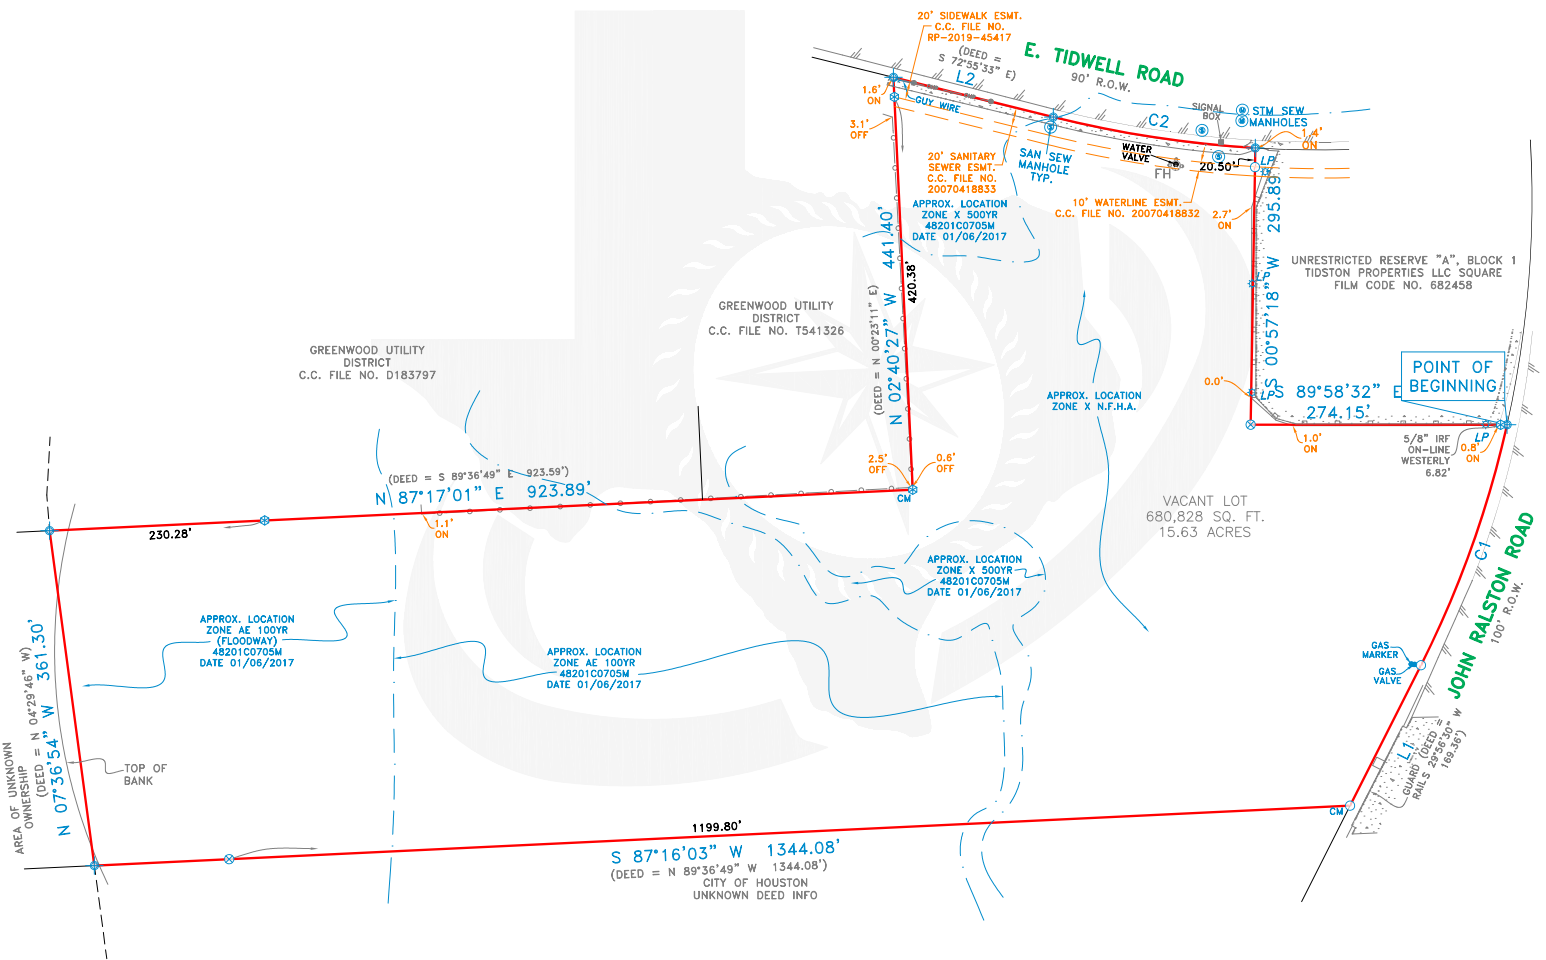 20' SIDEWALK ESMT.
C.C. FILE NO.
RP-2019-45417
(DEED =
S 72°55'33" E)
L2
E. TIDWELL ROAD
90' R.O.W.
1.6'
ON
GUY WIRE
3.1'
OFF
C2
SIGNAL
BOX
STM SEW
MANHOLES
1.4'
ON
20' SANITARY
SEWER ESMT.
C.C. FILE NO.
20070418833
SAN SEW
MANHOLE
TYP.
WATER
VALVE
FH
20.50'
LP
10' WATERLINE ESMT.
C.C. FILE NO. 20070418832
2.7'
ON
APPROX. LOCATION
ZONE X 500YR
48201C0705M
DATE 01/06/2017
UNRESTRICTED RESERVE "A", BLOCK 1
TIDSTON PROPERTIES LLC SQUARE
FILM CODE NO. 682458
S 00°57'18" W 295.89'
LP
GREENWOOD UTILITY
DISTRICT
C.C. FILE NO. T541326
(DEED = N 00°23'11" E)
N 02°40'27" W 441.40'
420.38'
GREENWOOD UTILITY
DISTRICT
C.C. FILE NO. D183797
APPROX. LOCATION
ZONE X N.F.H.A.
0.0'
LP
POINT OF
BEGINNING
S 89°58'32" E
274.15'
1.0'
ON
5/8" IRF
ON-LINE
WESTERLY
6.82'
LP
0.8'
ON
2.5'
OFF
0.6'
OFF
CM
(DEED = S 89°36'49" E 923.59')
N 87°17'01" E 923.89'
1.1'
ON
230.28'
VACANT LOT
680,828 SQ. FT.
15.63 ACRES
C1
JOHN RALSTON ROAD
100' R.O.W.
APPROX. LOCATION
ZONE X 500YR
48201C0705M
DATE 01/06/2017
APPROX. LOCATION
ZONE AE 100YR
(FLOODWAY)
48201C0705M
DATE 01/06/2017
APPROX. LOCATION
ZONE AE 100YR
48201C0705M
DATE 01/06/2017
GAS
MARKER
GAS
VALVE
AREA OF UNKNOWN
OWNERSHIP
(DEED = N 04°29'46" W)
N 07°36'54" W 361.30'
TOP OF
BANK
L1
GUARD
RAIL
(DEED =
S 29°56'30" W
169.36')
CM
1199.80'
S 87°16'03" W 1344.08'
(DEED = N 89°36'49" W 1344.08')
CITY OF HOUSTON
UNKNOWN DEED INFO